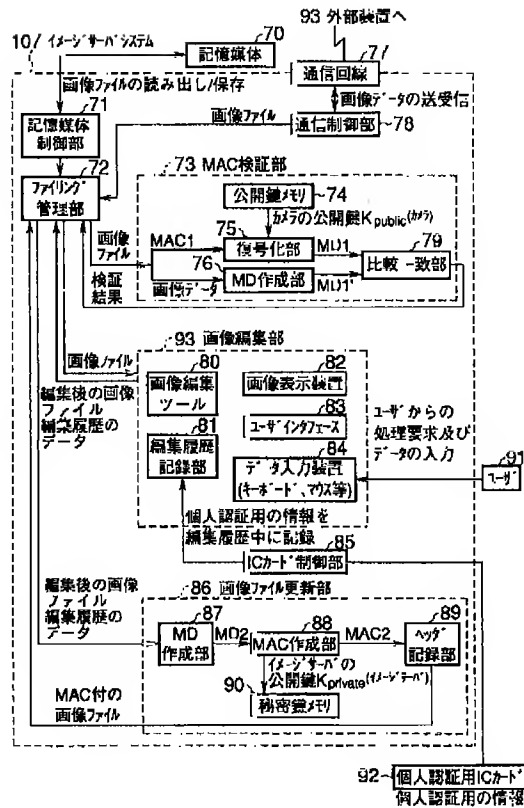 93 外部装置へ
10/ イメージサーバシステム
70
記憶媒体
77
通信回線
画像ファイルの読み出し/保存
画像データの送受信
71
記憶媒体
制御部
画像ファイル
通信制御部
78
72
ファイリング
管理部
73 MAC検証部
公開鍵メモリ
74
カメラの公開鍵Kpublic(カメラ)
画像
ファイル
MAC1
75
復号化部
MD1
79
比較一致部
検証
結果
画像データ
76
MD作成部
MD1'
93 画像編集部
画像ファイル
80
画像編集
ツール
82
画像表示装置
編集後の画像
ファイル
編集履歴の
データ
81
編集履歴
記録部
83
ユーザインタフェース
84
データ入力装置
(キーボード、マウス等)
ユーザからの
処理要求及び
データの入力
91
ユーザ
個人認証用の情報を
編集履歴中に記録
85
ICカード制御部
編集後の画像
ファイル
編集履歴の
データ
86 画像ファイル更新部
87
MD
作成部
MD2
88
MAC作成部
MAC2
89
ヘッダ
記録部
イメージサーバの
公開鍵Kprivate(イメージサーバ)
90
秘密鍵メモリ
MAC付の
画像ファイル
92
個人認証用ICカード
個人認証用の情報